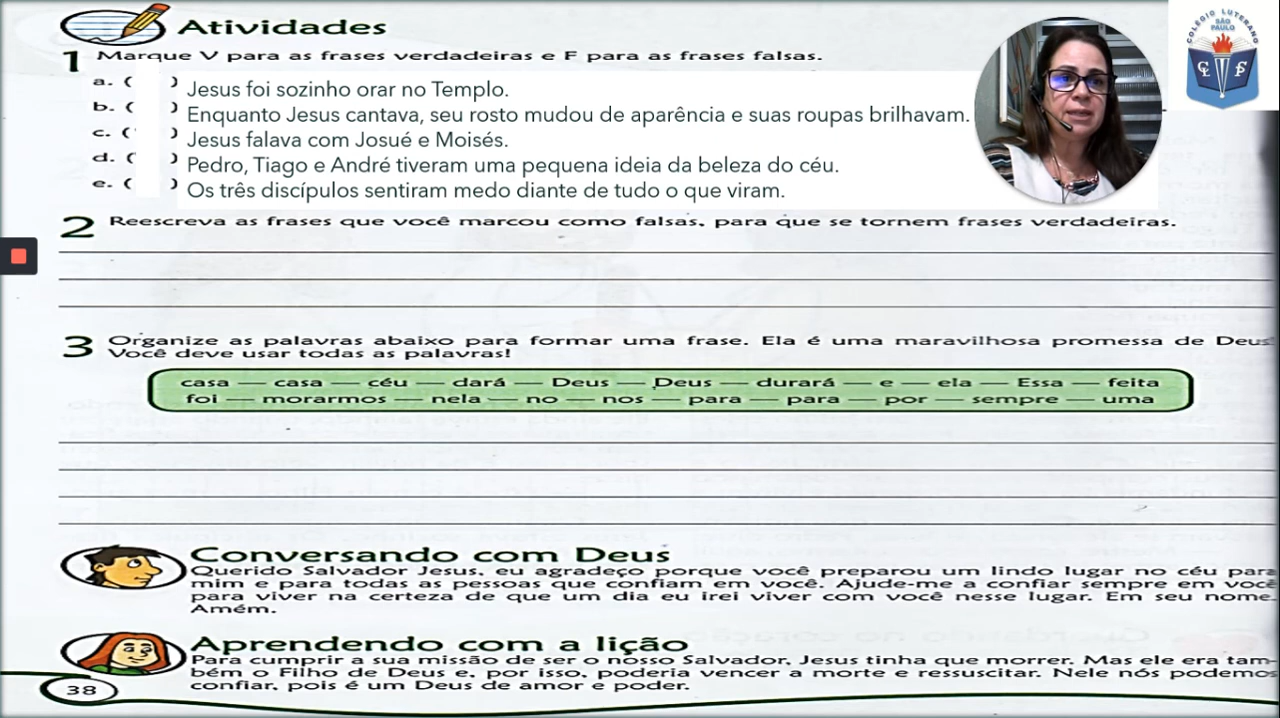 Atividades
1 Marque V para as frases verdadeiras e F para as frases falsas.
a. ( ) Jesus foi sozinho orar no Templo.
b. ( ) Enquanto Jesus cantava, seu rosto mudou de aparência e suas roupas brilhavam.
c. ( ) Jesus falava com Josué e Moisés.
d. ( ) Pedro, Tiago e André tiveram uma pequena ideia da beleza do céu.
e. ( ) Os três discípulos sentiram medo diante de tudo o que viram.
2 Reescreva as frases que você marcou como falsas, para que se tornem frases verdadeiras.
3 Organize as palavras abaixo para formar uma frase. Ela é uma maravilhosa promessa de Deus.
Você deve usar todas as palavras!
casa — casa — céu — dará — Deus — Deus — durará — e — ela — Essa — feita
foi — morarmos — nela — no — nos — para — para — por — sempre — uma
Conversando com Deus
Querido Salvador Jesus, eu agradeço porque você preparou um lindo lugar no céu para
mim e para todas as pessoas que confiam em você. Ajude-me a confiar sempre em você
para viver na certeza de que um dia eu irei viver com você nesse lugar. Em seu nome.
Amém.
Aprendendo com a lição
Para cumprir a sua missão de ser o nosso Salvador, Jesus tinha que morrer. Mas ele era tam-
bém o Filho de Deus e, por isso, poderia vencer a morte e ressuscitar. Nele nós podemos
confiar, pois é um Deus de amor e poder.
38
COLÉGIO LUTERANO
SÃO
PAULO
CL SP